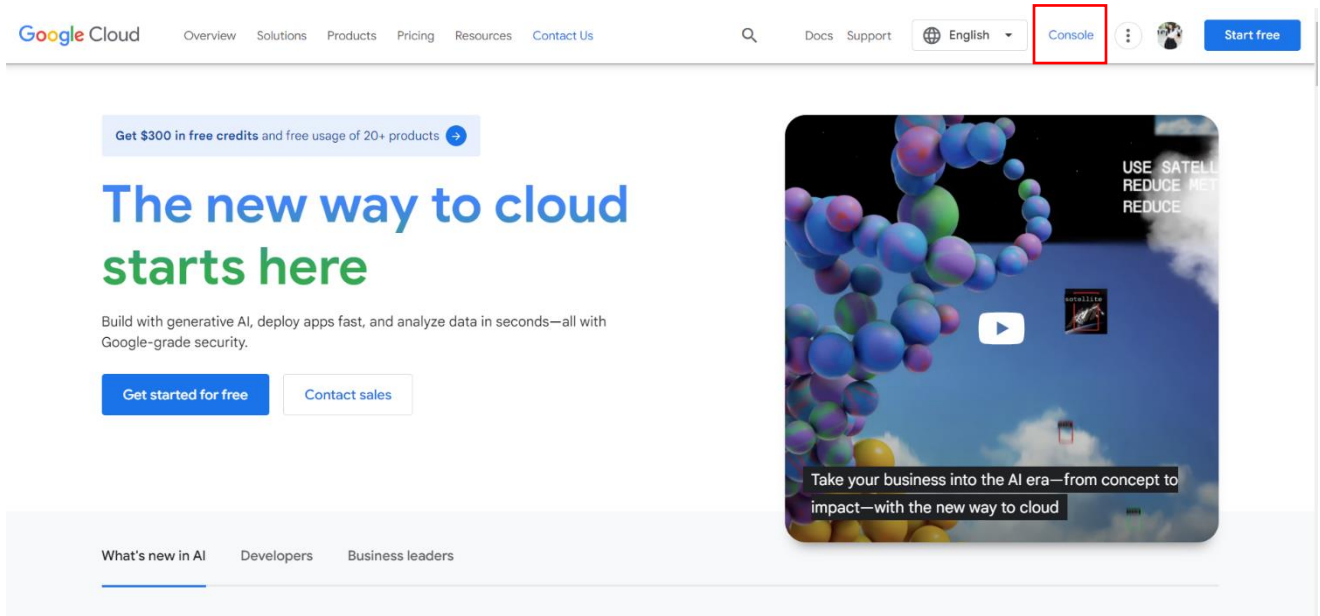 Google Cloud Overview Solutions Products Pricing Resources Contact Us Docs Support English Console Start free
Get $300 in free credits and free usage of 20+ products
The new way to cloud
starts here
Build with generative AI, deploy apps fast, and analyze data in seconds—all with
Google-grade security.
Get started for free Contact sales
USE SATELL
REDUCE MET
REDUCE
satellite
Take your business into the AI era—from concept to
impact—with the new way to cloud
What's new in AI Developers Business leaders